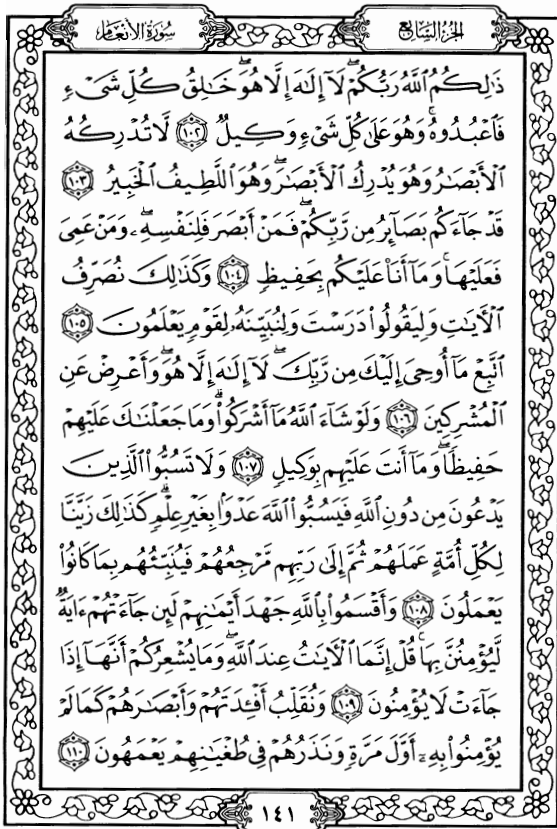 الجزء السابع
سورة الأنعام
ذَٰلِكُمُ ٱللَّهُ رَبُّكُمْ ۖ لَآ إِلَٰهَ إِلَّا هُوَ ۖ خَٰلِقُ كُلِّ شَىْءٍ
فَٱعْبُدُوهُ ۚ وَهُوَ عَلَىٰ كُلِّ شَىْءٍ وَكِيلٌ ١٠٢ لَّا تُدْرِكُهُ
ٱلْأَبْصَٰرُ وَهُوَ يُدْرِكُ ٱلْأَبْصَٰرَ ۖ وَهُوَ ٱللَّطِيفُ ٱلْخَبِيرُ ١٠٣
قَدْ جَآءَكُم بَصَآئِرُ مِن رَّبِّكُمْ ۖ فَمَنْ أَبْصَرَ فَلِنَفْسِهِۦ ۖ وَمَنْ عَمِىَ
فَعَلَيْهَا ۚ وَمَآ أَنَا۠ عَلَيْكُم بِحَفِيظٍ ١٠٤ وَكَذَٰلِكَ نُصَرِّفُ
ٱلْأَيَٰتِ وَلِيَقُولُوا۟ دَرَسْتَ وَلِنُبَيِّنَهُۥ لِقَوْمٍ يَعْلَمُونَ ١٠٥
ٱتَّبِعْ مَآ أُوحِىَ إِلَيْكَ مِن رَّبِّكَ ۖ لَآ إِلَٰهَ إِلَّا هُوَ ۖ وَأَعْرِضْ عَنِ
ٱلْمُشْرِكِينَ ١٠٦ وَلَوْ شَآءَ ٱللَّهُ مَآ أَشْرَكُوا۟ ۗ وَمَا جَعَلْنَٰكَ عَلَيْهِمْ
حَفِيظًا ۖ وَمَآ أَنتَ عَلَيْهِم بِوَكِيلٍ ١٠٧ وَلَا تَسُبُّوا۟ ٱلَّذِينَ
يَدْعُونَ مِن دُونِ ٱللَّهِ فَيَسُبُّوا۟ ٱللَّهَ عَدْوًۢا بِغَيْرِ عِلْمٍ ۗ كَذَٰلِكَ زَيَّنَّا
لِكُلِّ أُمَّةٍ عَمَلَهُمْ ثُمَّ إِلَىٰ رَبِّهِم مَّرْجِعُهُمْ فَيُنَبِّئُهُم بِمَا كَانُوا۟
يَعْمَلُونَ ١٠٨ وَأَقْسَمُوا۟ بِٱللَّهِ جَهْدَ أَيْمَٰنِهِمْ لَئِن جَآءَتْهُمْ ءَايَةٌ
لَّيُؤْمِنُنَّ بِهَا ۚ قُلْ إِنَّمَا ٱلْأَيَٰتُ عِندَ ٱللَّهِ ۖ وَمَا يُشْعِرُكُمْ أَنَّهَآ إِذَا
جَآءَتْ لَا يُؤْمِنُونَ ١٠٩ وَنُقَلِّبُ أَفْـِٔدَتَهُمْ وَأَبْصَٰرَهُمْ كَمَا لَمْ
يُؤْمِنُوا۟ بِهِۦٓ أَوَّلَ مَرَّةٍ وَنَذَرُهُمْ فِى طُغْيَٰنِهِمْ يَعْمَهُونَ ١١٠
١٤١